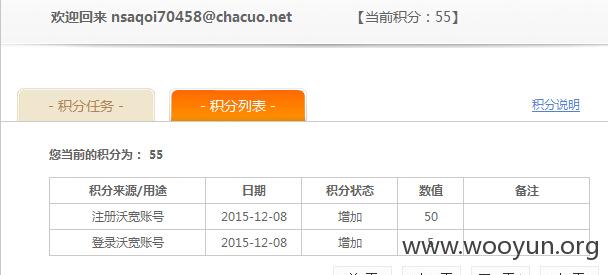 欢迎回来 nsaqoi70458@chacuo.net 【当前积分：55】
- 积分任务 - - 积分列表 - 积分说明
您当前的积分为： 55
积分来源/用途 日期 积分状态 数值 备注
注册沃宽账号 2015-12-08 增加 50
登录沃宽账号 2015-12-08 增加 5
www.wooyun.org